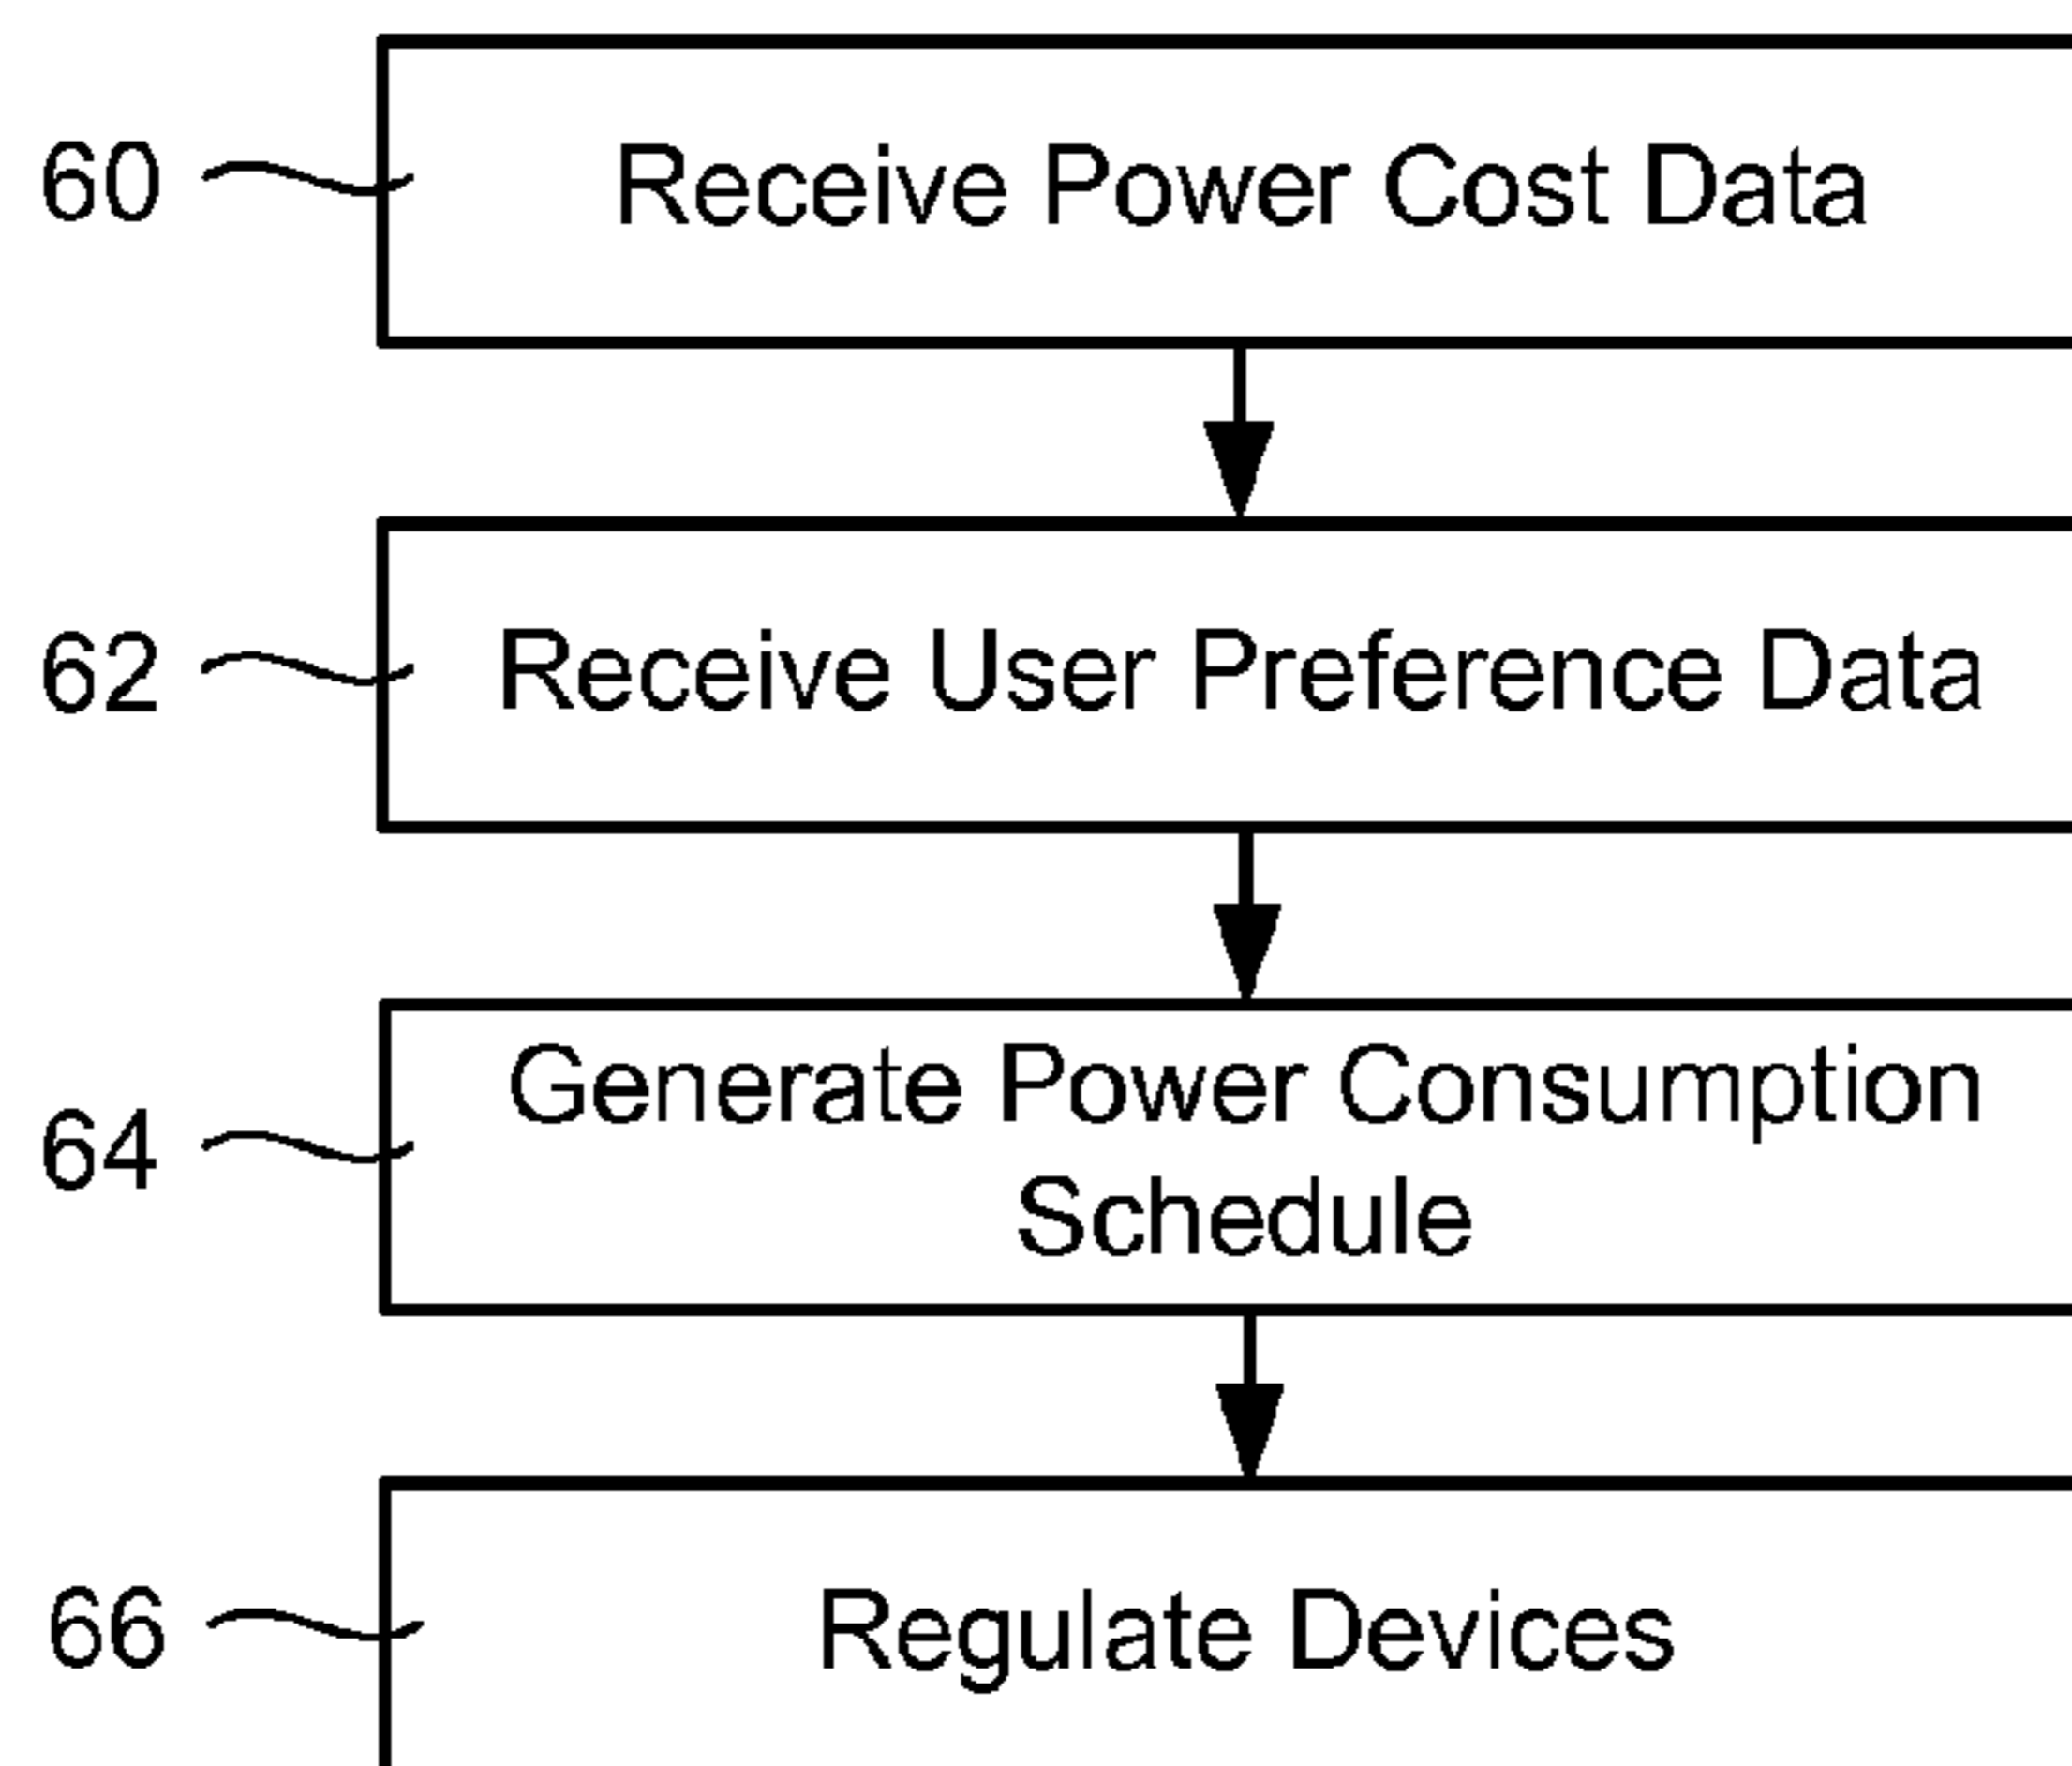 60
Receive Power Cost Data
62
Receive User Preference Data
64
Generate Power Consumption
Schedule
66
Regulate Devices